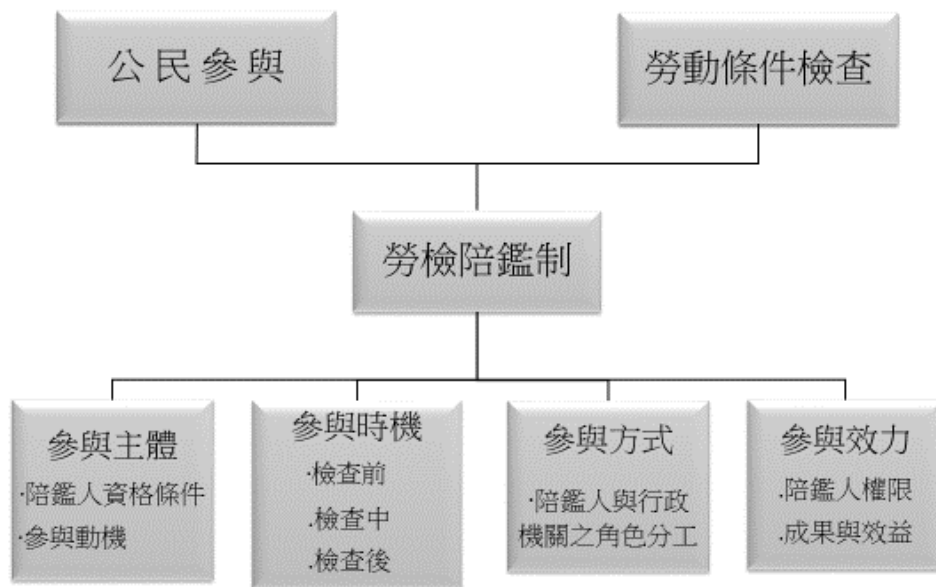 公民參與
勞動條件檢查
勞檢陪鑑制
參與主體
·陪鑑人資格條件
·參與動機
參與時機
·檢查前
.檢查中
·檢查後
參與方式
·陪鑑人與行政
機關之角色分工
參與效力
.陪鑑人權限
.成果與效益